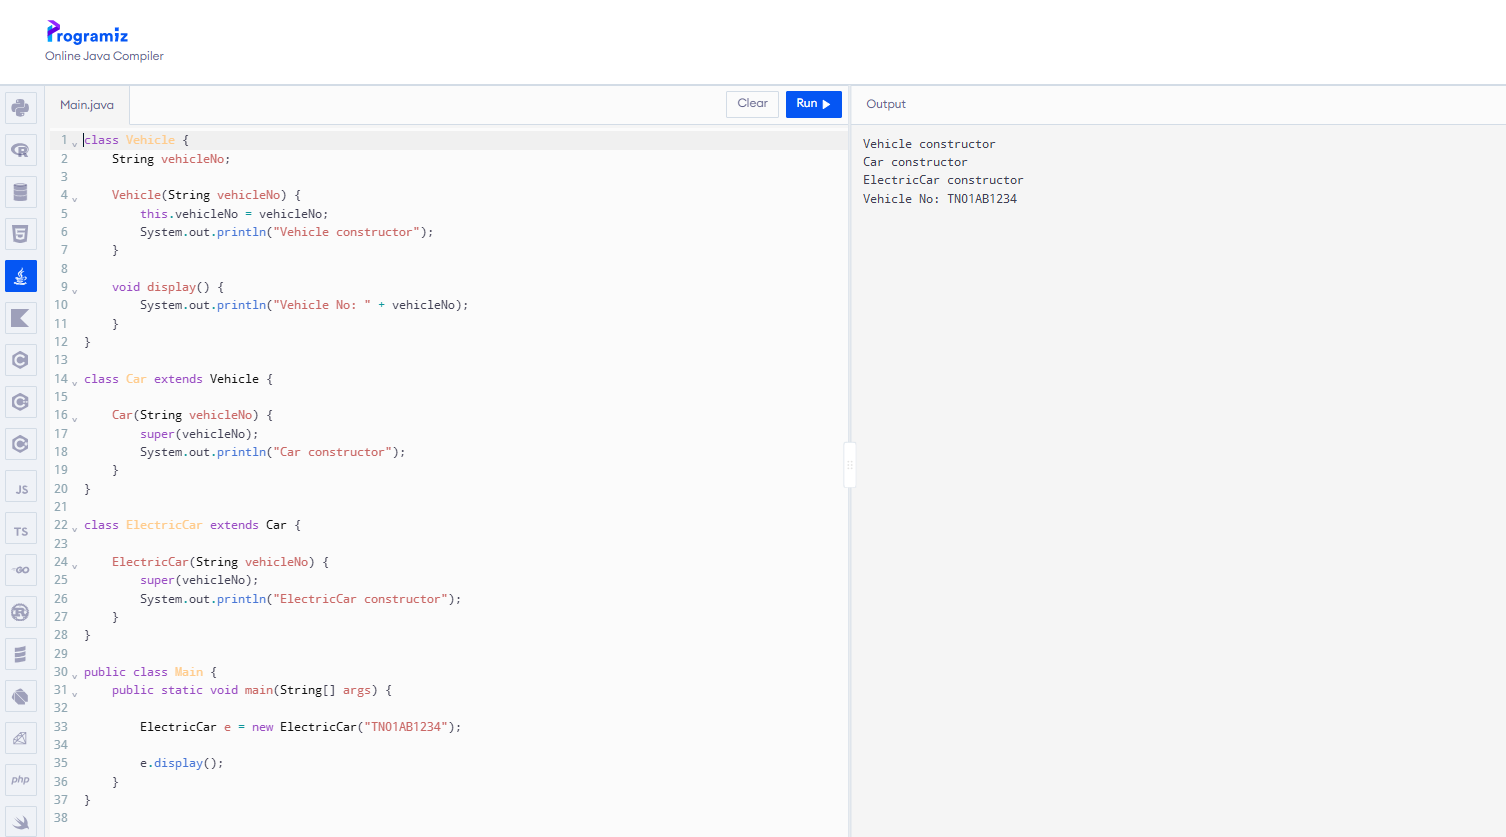 Programiz
Online Java Compiler
Main.java
Clear
Run
Output
1 class Vehicle {
2     String vehicleNo;
3
4     Vehicle(String vehicleNo) {
5         this.vehicleNo = vehicleNo;
6         System.out.println("Vehicle constructor");
7     }
8
9     void display() {
10         System.out.println("Vehicle No: " + vehicleNo);
11     }
12 }
13
14 class Car extends Vehicle {
15
16     Car(String vehicleNo) {
17         super(vehicleNo);
18         System.out.println("Car constructor");
19     }
20 }
21
22 class ElectricCar extends Car {
23
24     ElectricCar(String vehicleNo) {
25         super(vehicleNo);
26         System.out.println("ElectricCar constructor");
27     }
28 }
29
30 public class Main {
31     public static void main(String[] args) {
32
33         ElectricCar e = new ElectricCar("TN01AB1234");
34
35         e.display();
36     }
37 }
38
Vehicle constructor
Car constructor
ElectricCar constructor
Vehicle No: TN01AB1234
R
5
C
C
C
JS
TS
GO
R
php